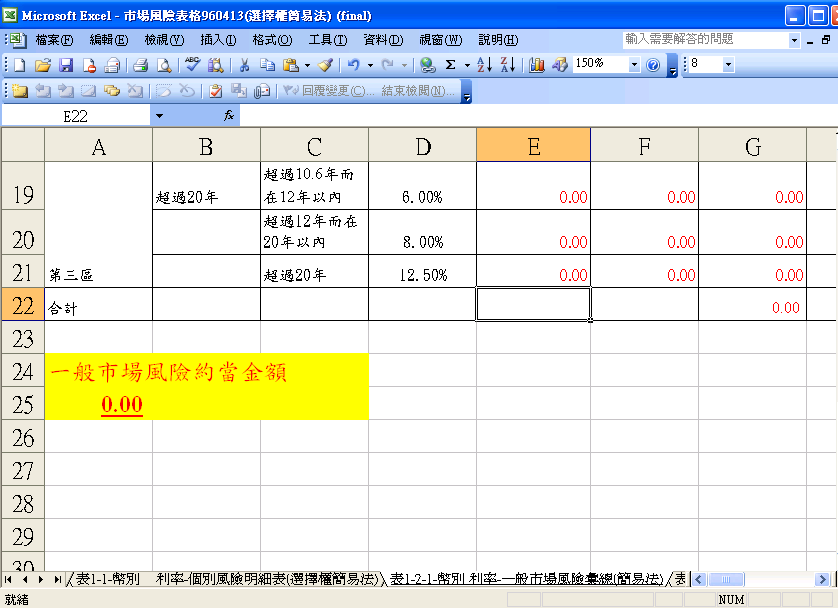 Microsoft Excel - 市場風險表格960413(選擇權簡易法) (final)
檔案(F) 編輯(E) 檢視(V) 插入(I) 格式(O) 工具(T) 資料(D) 視窗(W) 說明(H) 輸入需要解答的問題
150% 8
回覆變更(C)... 結束檢閱(N)...
E22 fx
A B C D E F G
19 超過20年 超過10.6年而在12年以內 6.00% 0.00 0.00 0.00
20 超過12年而在20年以內 8.00% 0.00 0.00 0.00
21 第三區 超過20年 12.50% 0.00 0.00 0.00
22 合計 0.00
23
24 一般市場風險約當金額
25 0.00
26
27
28
29
30
表1-1-幣別 利率-個別風險明細表(選擇權簡易法) 表1-2-1-幣別 利率-一般市場風險彙總(簡易法) 表
就緒 NUM